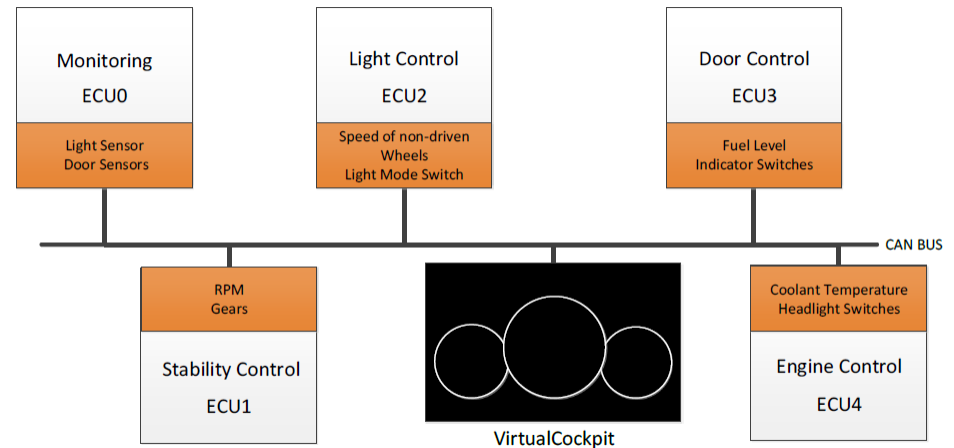 Monitoring
ECU0
Light Sensor
Door Sensors
Light Control
ECU2
Speed of non-driven
Wheels
Light Mode Switch
Door Control
ECU3
Fuel Level
Indicator Switches
CAN BUS
RPM
Gears
Stability Control
ECU1
VirtualCockpit
Coolant Temperature
Headlight Switches
Engine Control
ECU4